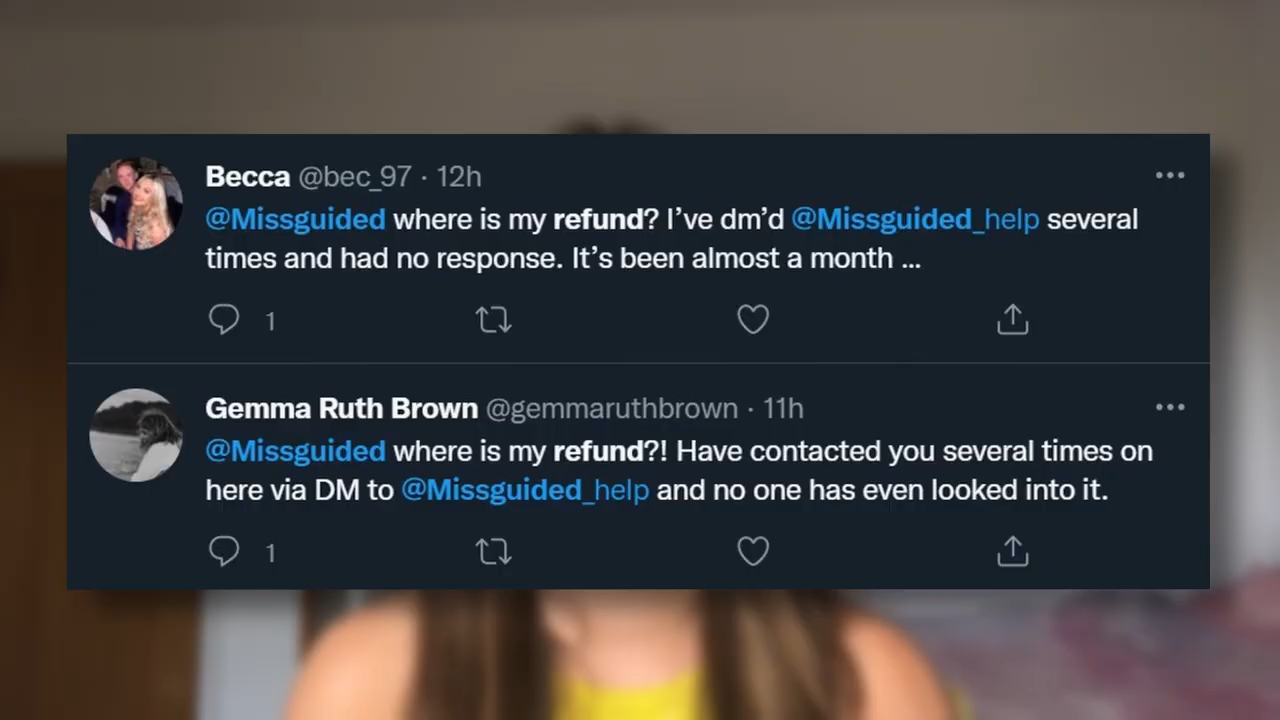 Becca @bec_97 · 12h
@Missguided where is my refund? I’ve dm’d @Missguided_help several
times and had no response. It’s been almost a month ...
1
Gemma Ruth Brown @gemmaruthbrown · 11h
@Missguided where is my refund?! Have contacted you several times on
here via DM to @Missguided_help and no one has even looked into it.
1